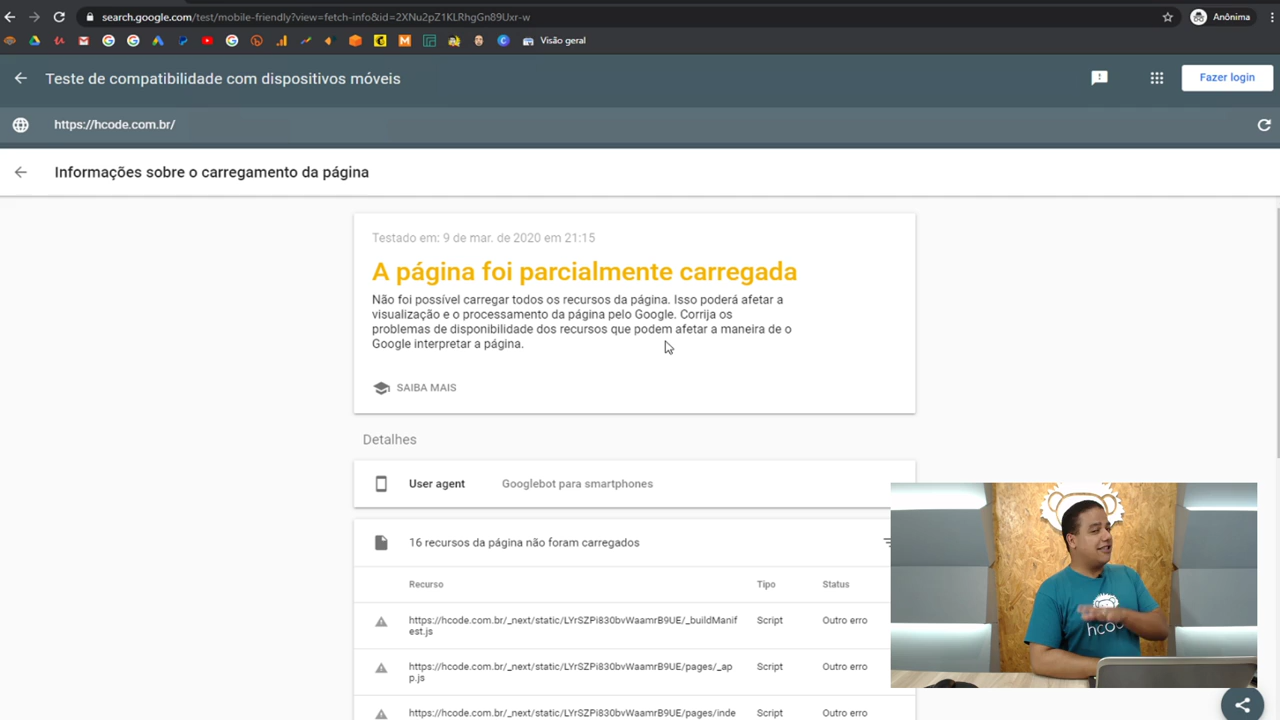 search.google.com/test/mobile-friendly?view=fetch-info&id=2XNu2pZ1KLRhgGn89Uxr-w
Anônima
Visão geral
Teste de compatibilidade com dispositivos móveis
Fazer login
https://hcode.com.br/
Informações sobre o carregamento da página
Testado em: 9 de mar. de 2020 em 21:15
A página foi parcialmente carregada
Não foi possível carregar todos os recursos da página. Isso poderá afetar a
visualização e o processamento da página pelo Google. Corrija os
problemas de disponibilidade dos recursos que podem afetar a maneira de o
Google interpretar a página.
SAIBA MAIS
Detalhes
User agent Googlebot para smartphones
16 recursos da página não foram carregados
Recurso Tipo Status
https://hcode.com.br/_next/static/LYrSZPi830bvWaamrB9UE/_buildManif
est.js
Script Outro erro
https://hcode.com.br/_next/static/LYrSZPi830bvWaamrB9UE/pages/_ap
p.js
Script Outro erro
https://hcode.com.br/_next/static/LYrSZPi830bvWaamrB9UE/pages/inde
Script Outro erro